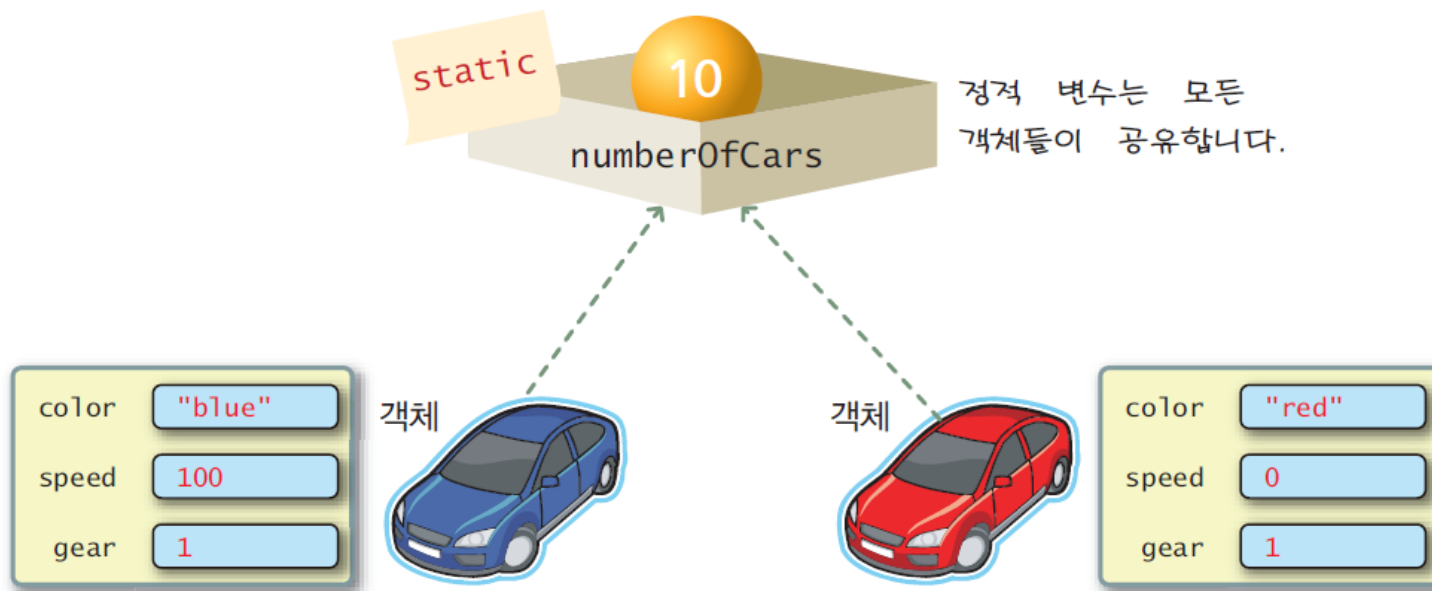 static
10
numberOfCars
정적 변수는 모든
객체들이 공유합니다.
color "blue"
speed 100
gear 1
객체
객체
color "red"
speed 0
gear 1